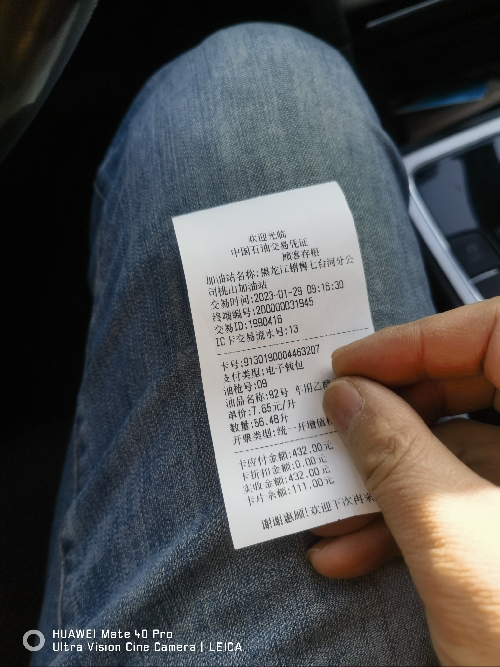 欢迎光临
中国石油交易凭证
顾客存根
加油站名称:黑龙江销售七台河分公
司桃山加油站
交易时间:2023-01-29 09:16:30
终端编号:200000031945
交易ID:1990416
IC卡交易流水号:13
卡号:9130190004463207
支付类型:电子钱包
油枪号:09
油品名称:92号 车用乙醇
单价:7.65元/升
数量:56.48升
开票类型:统一开增值税
卡应付金额:432.00元
卡折扣金额:0.00元
实收金额:432.00元
卡片余额:111.00元
谢谢惠顾!欢迎下次再来
HUAWEI Mate 40 Pro
Ultra Vision Cine Camera | LEICA